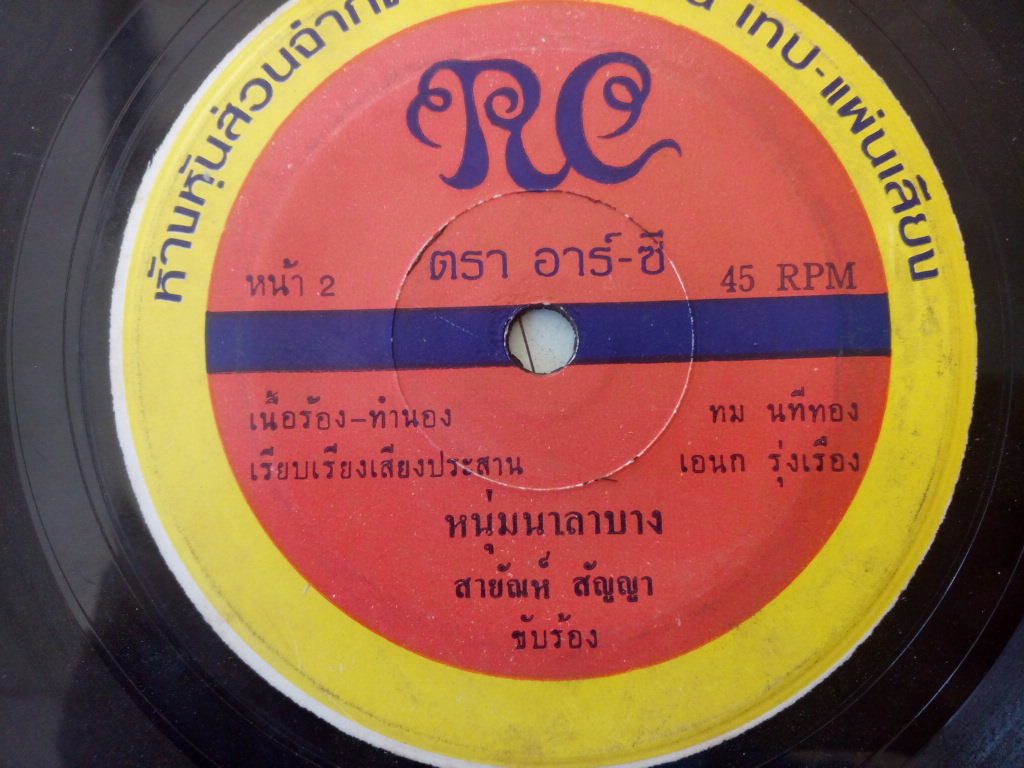 ห้างหุ้นส่วนจำกัด
เทป-แผ่นเสียง
RC
ตรา อาร์-ซี
หน้า 2
45 RPM
เนื้อร้อง-ทำนอง ทม นทีทอง
เรียบเรียงเสียงประสาน เอนก รุ่งเรือง
หนุ่มนาลาบาง
สายัณห์ สัญญา
ขับร้อง